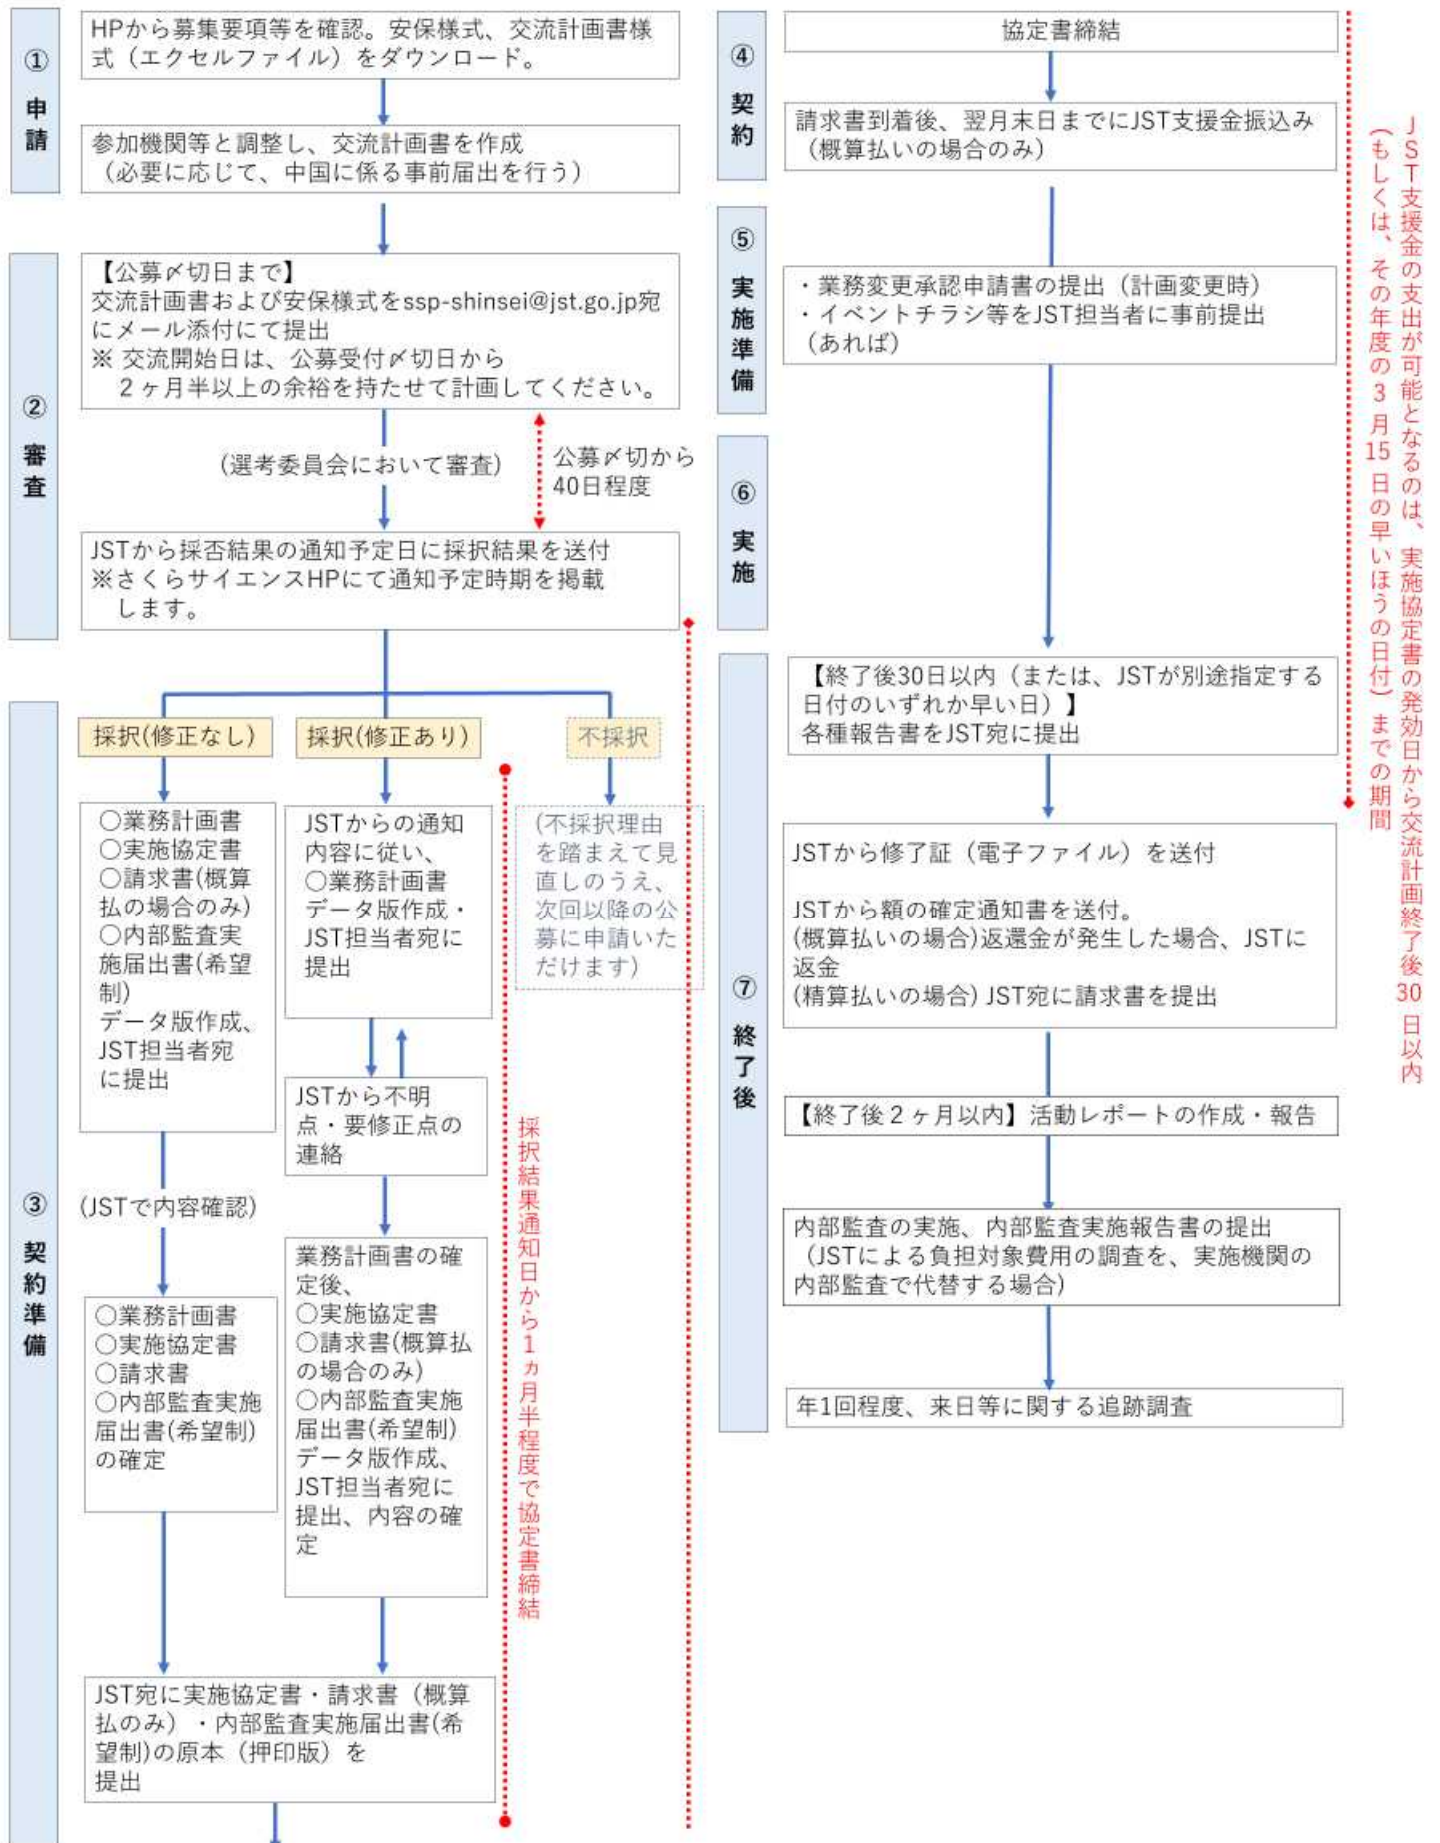 ① 申請
HPから募集要項等を確認。安保様式、交流計画書様
式（エクセルファイル）をダウンロード。
参加機関等と調整し、交流計画書を作成
（必要に応じて、中国に係る事前届出を行う）
② 審査
【公募〆切日まで】
交流計画書および安保様式をssp-shinsei@jst.go.jp宛
にメール添付にて提出
※ 交流開始日は、公募受付〆切日から
２ヶ月半以上の余裕を持たせて計画してください。
(選考委員会において審査)
公募〆切から
40日程度
JSTから採否結果の通知予定日に採択結果を送付
※さくらサイエンスHPにて通知予定時期を掲載
します。
③ 契約準備
採択(修正なし)
○業務計画書
○実施協定書
○請求書(概算
払の場合のみ)
○内部監査実
施届出書(希望
制)
データ版作成、
JST担当者宛
に提出
(JSTで内容確認)
○業務計画書
○実施協定書
○請求書
○内部監査実施
届出書(希望制)
の確定
採択(修正あり)
JSTからの通知
内容に従い、
○業務計画書
データ版作成・
JST担当者宛に
提出
JSTから不明
点・要修正点の
連絡
業務計画書の確
定後、
○実施協定書
○請求書(概算払
の場合のみ)
○内部監査実施
届出書(希望制)
データ版作成、
JST担当者宛に
提出、内容の確
定
不採択
(不採択理由
を踏まえて見
直しのうえ、
次回以降の公
募に申請いた
だけます)
採択結果通知日から1ヵ月半程度で協定書締結
JST宛に実施協定書・請求書（概算
払のみ）・内部監査実施届出書(希
望制)の原本（押印版）を
提出
④ 契約
協定書締結
請求書到着後、翌月末日までにJST支援金振込み
（概算払いの場合のみ）
⑤ 実施準備
・業務変更承認申請書の提出（計画変更時）
・イベントチラシ等をJST担当者に事前提出
（あれば）
⑥ 実施
⑦ 終了後
【終了後30日以内（または、JSTが別途指定する
日付のいずれか早い日）】
各種報告書をJST宛に提出
JSTから修了証（電子ファイル）を送付
JSTから額の確定通知書を送付。
(概算払いの場合)返還金が発生した場合、JSTに
返金
(精算払いの場合) JST宛に請求書を提出
【終了後２ヶ月以内】活動レポートの作成・報告
内部監査の実施、内部監査実施報告書の提出
（JSTによる負担対象費用の調査を、実施機関の
内部監査で代替する場合）
年1回程度、来日等に関する追跡調査
JST支援金の支出が可能となるのは、実施協定書の発効日から交流計画終了後30日以内
（もしくは、その年度の3月15日の早いほうの日付）までの期間